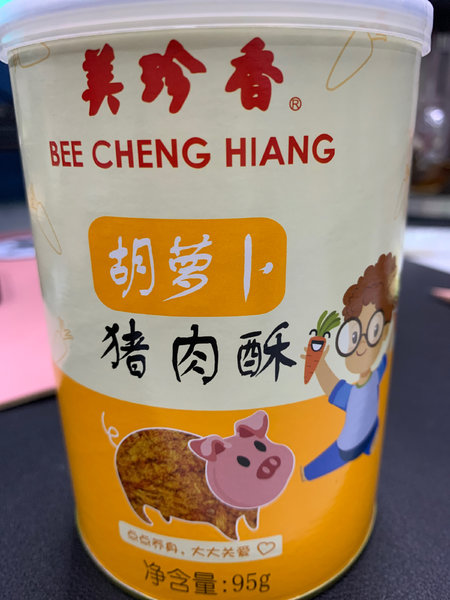 美珍香®
BEE CHENG HIANG
胡萝卜
猪肉酥
点点养身，大大关爱♡
净含量:95g